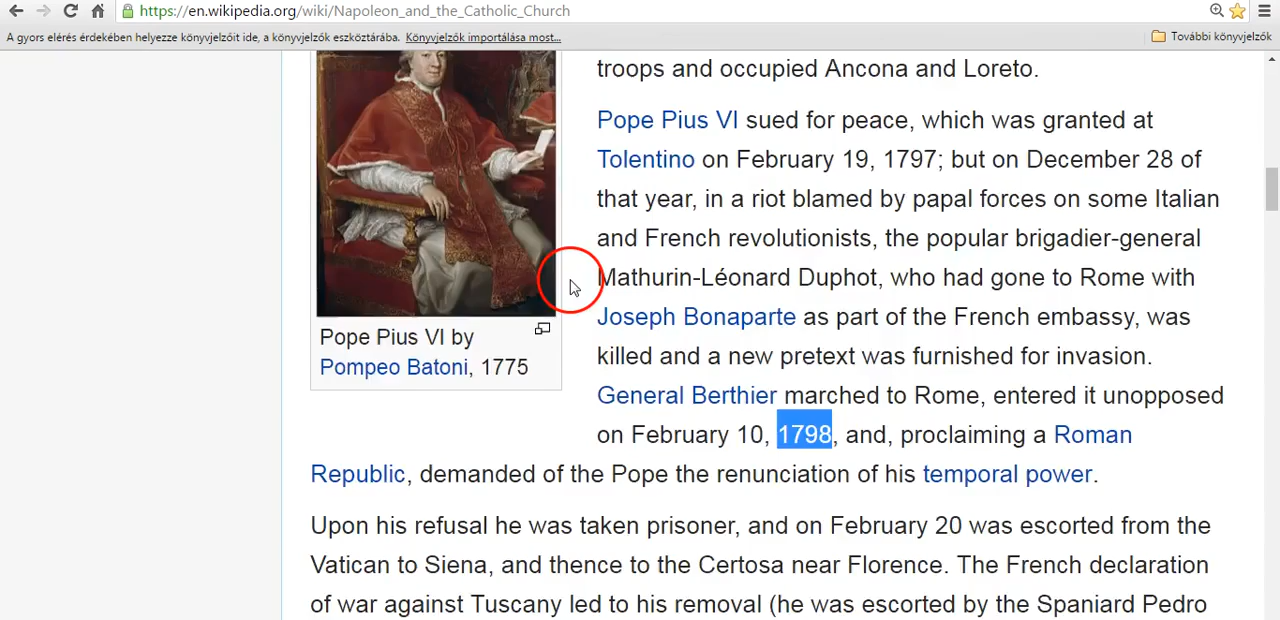 https://en.wikipedia.org/wiki/Napoleon_and_the_Catholic_Church
A gyors elérés érdekében helyezze könyvjelzőit ide, a könyvjelzők eszköztárába. Könyvjelzők importálása most...
További könyvjelzők
troops and occupied Ancona and Loreto.
Pope Pius VI sued for peace, which was granted at
Tolentino on February 19, 1797; but on December 28 of
that year, in a riot blamed by papal forces on some Italian
and French revolutionists, the popular brigadier-general
Mathurin-Léonard Duphot, who had gone to Rome with
Joseph Bonaparte as part of the French embassy, was
killed and a new pretext was furnished for invasion.
General Berthier marched to Rome, entered it unopposed
on February 10, 1798, and, proclaiming a Roman
Republic, demanded of the Pope the renunciation of his temporal power.
Pope Pius VI by
Pompeo Batoni, 1775
Upon his refusal he was taken prisoner, and on February 20 was escorted from the
Vatican to Siena, and thence to the Certosa near Florence. The French declaration
of war against Tuscany led to his removal (he was escorted by the Spaniard Pedro